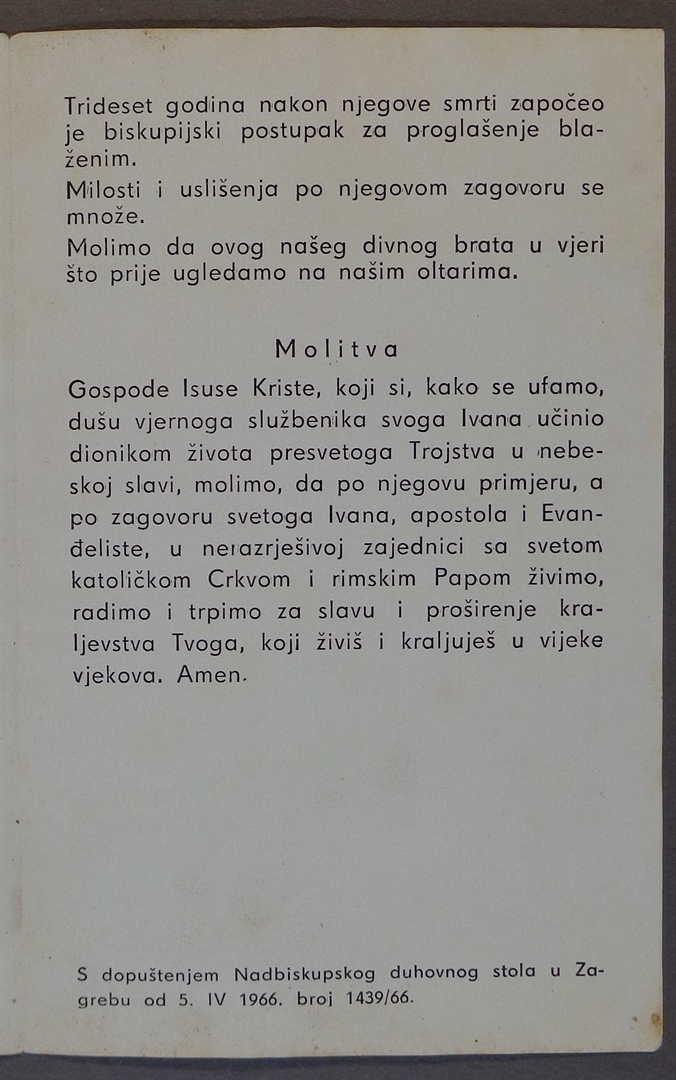 Trideset godina nakon njegove smrti započeo
je biskupijski postupak za proglašenje bla-
ženim.
Milosti i uslišenja po njegovom zagovoru se
množe.
Molimo da ovog našeg divnog brata u vjeri
što prije ugledamo na našim oltarima.
Molitva
Gospode Isuse Kriste, koji si, kako se ufamo,
dušu vjernoga službenika svoga Ivana učinio
dionikom života presvetoga Trojstva u nebe-
skoj slavi, molimo, da po njegovu primjeru, a
po zagovoru svetoga Ivana, apostola i Evan-
đeliste, u nerazrješivoj zajednici sa svetom
katoličkom Crkvom i rimskim Papom živimo,
radimo i trpimo za slavu i proširenje kra-
ljevstva Tvoga, koji živiš i kraljuješ u vijeke
vjekova. Amen.
S dopuštenjem Nadbiskupskog duhovnog stola u Za-
grebu od 5. IV 1966. broj 1439/66.